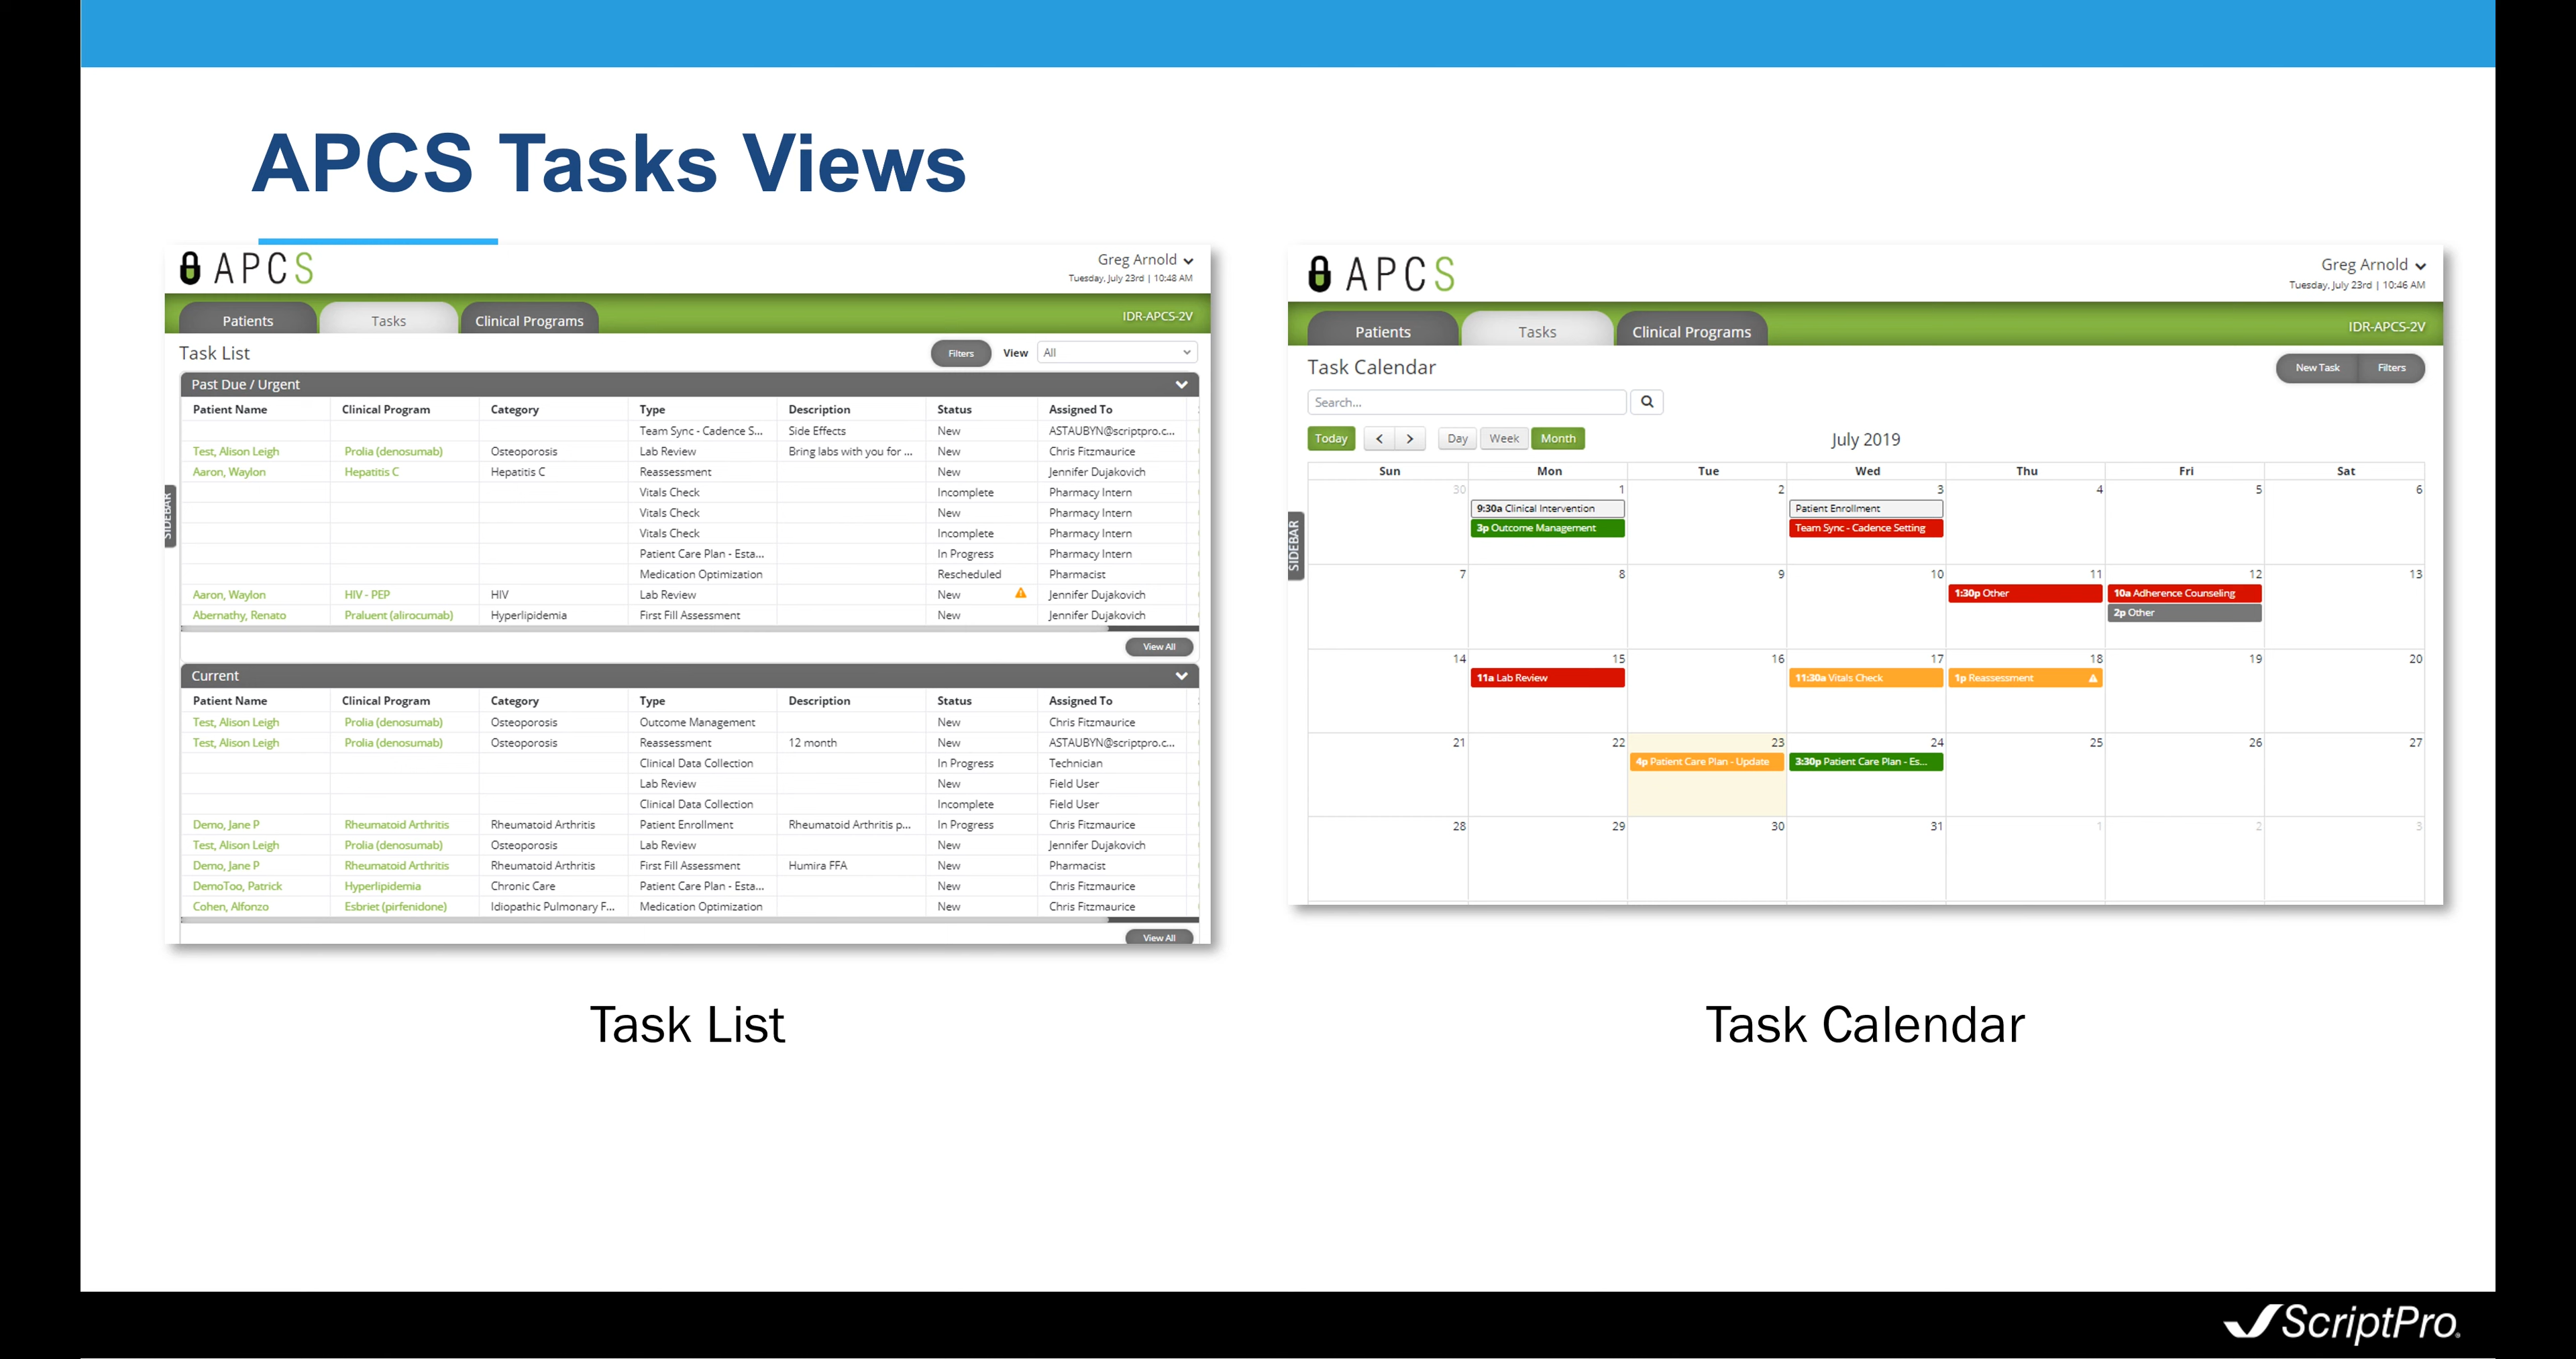 APCS Tasks Views
APCS
Greg Arnold
Tuesday, July 23rd | 10:48 AM
Patients Tasks Clinical Programs IDR-APCS-2V
Task List Filters View All
SIDEBAR
Past Due / Urgent
Patient Name Clinical Program Category Type Description Status Assigned To
Team Sync - Cadence S... Side Effects New ASTAUBYN@scriptpro.c...
Test, Alison Leigh Prolia (denosumab) Osteoporosis Lab Review Bring labs with you for ... New Chris Fitzmaurice
Aaron, Waylon Hepatitis C Hepatitis C Reassessment New Jennifer Dujakovich
Vitals Check Incomplete Pharmacy Intern
Vitals Check New Pharmacy Intern
Vitals Check Incomplete Pharmacy Intern
Patient Care Plan - Esta... In Progress Pharmacy Intern
Medication Optimization Rescheduled Pharmacist
Aaron, Waylon HIV - PEP HIV Lab Review New Jennifer Dujakovich
Abernathy, Renato Praluent (alirocumab) Hyperlipidemia First Fill Assessment New Jennifer Dujakovich
View All
Current
Patient Name Clinical Program Category Type Description Status Assigned To
Test, Alison Leigh Prolia (denosumab) Osteoporosis Outcome Management New Chris Fitzmaurice
Test, Alison Leigh Prolia (denosumab) Osteoporosis Reassessment 12 month New ASTAUBYN@scriptpro.c...
Clinical Data Collection In Progress Technician
Lab Review New Field User
Clinical Data Collection Incomplete Field User
Demo, Jane P Rheumatoid Arthritis Rheumatoid Arthritis Patient Enrollment Rheumatoid Arthritis p... In Progress Chris Fitzmaurice
Test, Alison Leigh Prolia (denosumab) Osteoporosis Lab Review New Jennifer Dujakovich
Demo, Jane P Rheumatoid Arthritis Rheumatoid Arthritis First Fill Assessment Humira FFA New Pharmacist
DemoToo, Patrick Hyperlipidemia Chronic Care Patient Care Plan - Esta... New Chris Fitzmaurice
Cohen, Alfonzo Esbriet (pirfenidone) Idiopathic Pulmonary F... Medication Optimization New Chris Fitzmaurice
View All
Task List
APCS
Greg Arnold
Tuesday, July 23rd | 10:46 AM
Patients Tasks Clinical Programs IDR-APCS-2V
Task Calendar New Task Filters
Search...
Today < > Day Week Month July 2019
SIDEBAR
Sun Mon Tue Wed Thu Fri Sat
30 1 2 3 4 5 6
9:30a Clinical Intervention Patient Enrollment
3p Outcome Management Team Sync - Cadence Setting
7 8 9 10 11 12 13
1:30p Other 10a Adherence Counseling
2p Other
14 15 16 17 18 19 20
11a Lab Review 11:30a Vitals Check 1p Reassessment
21 22 23 24 25 26 27
4p Patient Care Plan - Update 3:30p Patient Care Plan - Es...
28 29 30 31 1 2 3
Task Calendar
ScriptPro®